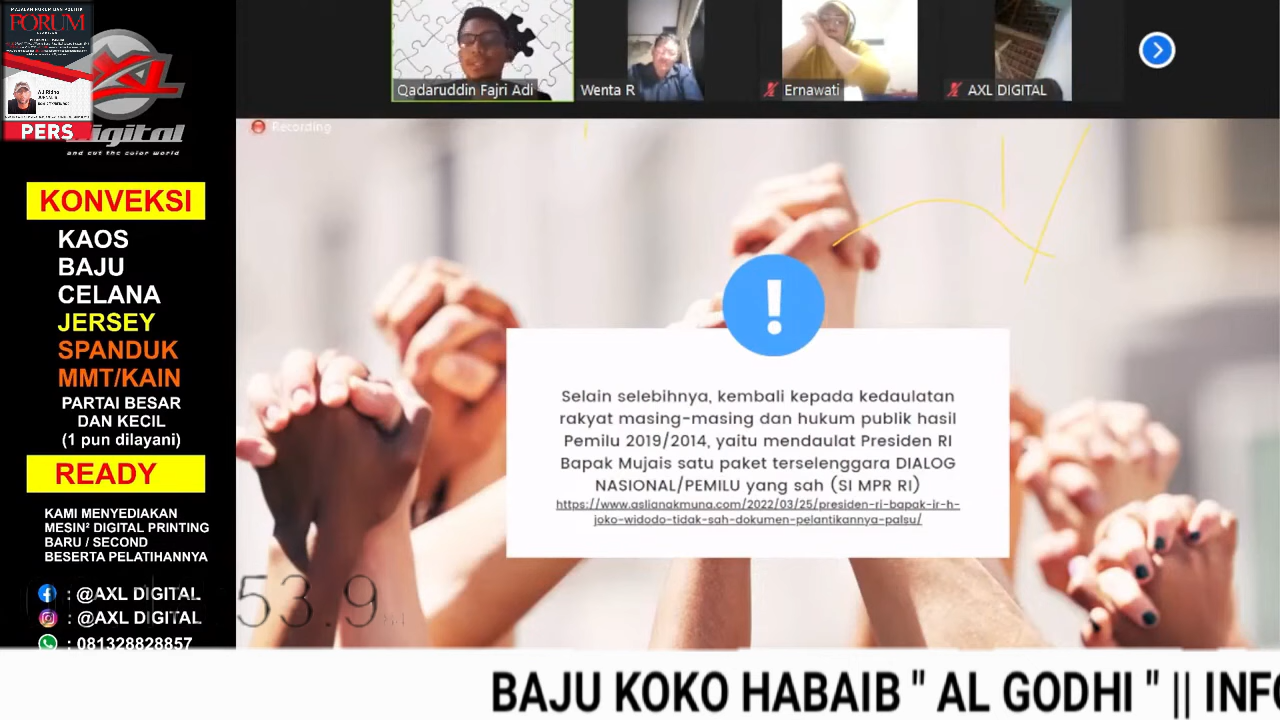 FORUM
PERS
Digital
and cut the color world
KONVEKSI
KAOS
BAJU
CELANA
JERSEY
SPANDUK
MMT/KAIN
PARTAI BESAR
DAN KECIL
(1 pun dilayani)
READY
KAMI MENYEDIAKAN
MESIN² DIGITAL PRINTING
BARU / SECOND
BESERTA PELATIHANNYA
: @AXL DIGITAL
: @AXL DIGITAL
: 081328828857
Qadaruddin Fajri Adi
Wenta R
Ernawati
AXL DIGITAL
Recording
!
Selain selebihnya, kembali kepada kedaulatan
rakyat masing-masing dan hukum publik hasil
Pemilu 2019/2014, yaitu mendaulat Presiden RI
Bapak Mujais satu paket terselenggara DIALOG
NASIONAL/PEMILU yang sah (SI MPR RI)
https://www.aslianakmuna.com/2022/03/25/presiden-ri-bapak-ir-h-
joko-widodo-tidak-sah-dokumen-pelantikannya-palsu/
53.9
BAJU KOKO HABAIB " AL GODHI " || INFO